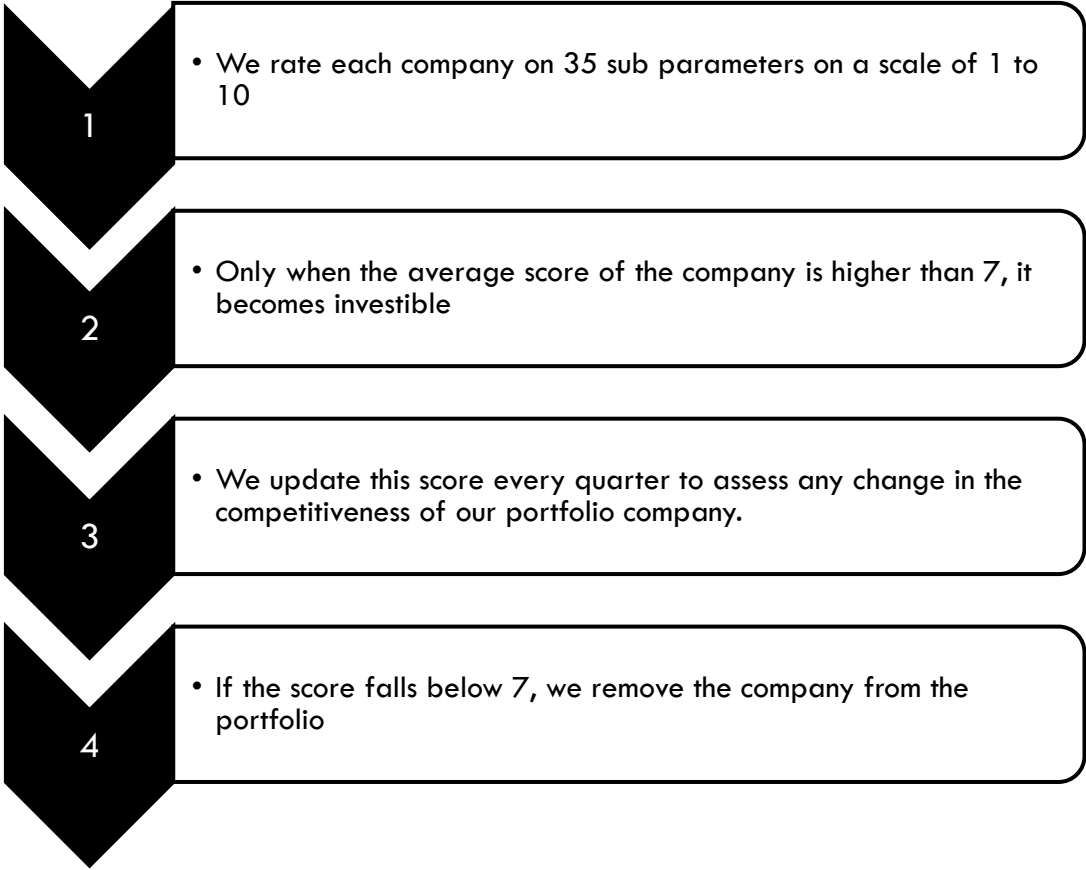 1
• We rate each company on 35 sub parameters on a scale of 1 to
10
2
• Only when the average score of the company is higher than 7, it
becomes investible
3
• We update this score every quarter to assess any change in the
competitiveness of our portfolio company.
4
• If the score falls below 7, we remove the company from the
portfolio